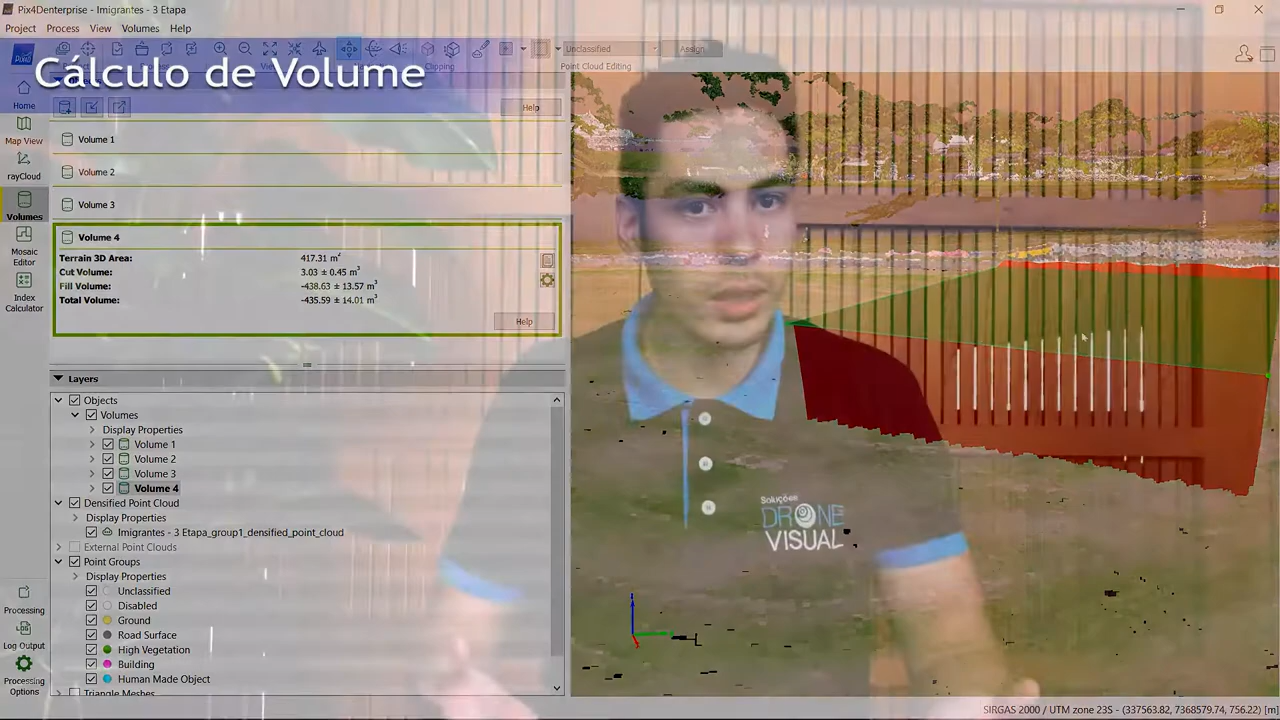 Pix4Denterprise - Imigrantes - 3 Etapa
Project Process View Volumes Help
Unclassified Assign
Clipping Point Cloud Editing
Cálculo de Volume
Home
Help
Map View
rayCloud
Volumes
Mosaic Editor
Index Calculator
Volume 1
Volume 2
Volume 3
Volume 4
Terrain 3D Area: 417.31 m²
Cut Volume: 3.03 ± 0.45 m³
Fill Volume: -438.63 ± 13.57 m³
Total Volume: -435.59 ± 14.01 m³
Help
Layers
Objects
Volumes
Display Properties
Volume 1
Volume 2
Volume 3
Volume 4
Densified Point Cloud
Display Properties
Imigrantes - 3 Etapa_group1_densified_point_cloud
External Point Clouds
Point Groups
Display Properties
Unclassified
Disabled
Ground
Road Surface
High Vegetation
Building
Human Made Object
Triangle Meshes
Processing
Log Output
Processing Options
Soluções
DRONE
VISUAL
SIRGAS 2000 / UTM zone 23S - (337563.82, 7368579.74, 756.22) [m]